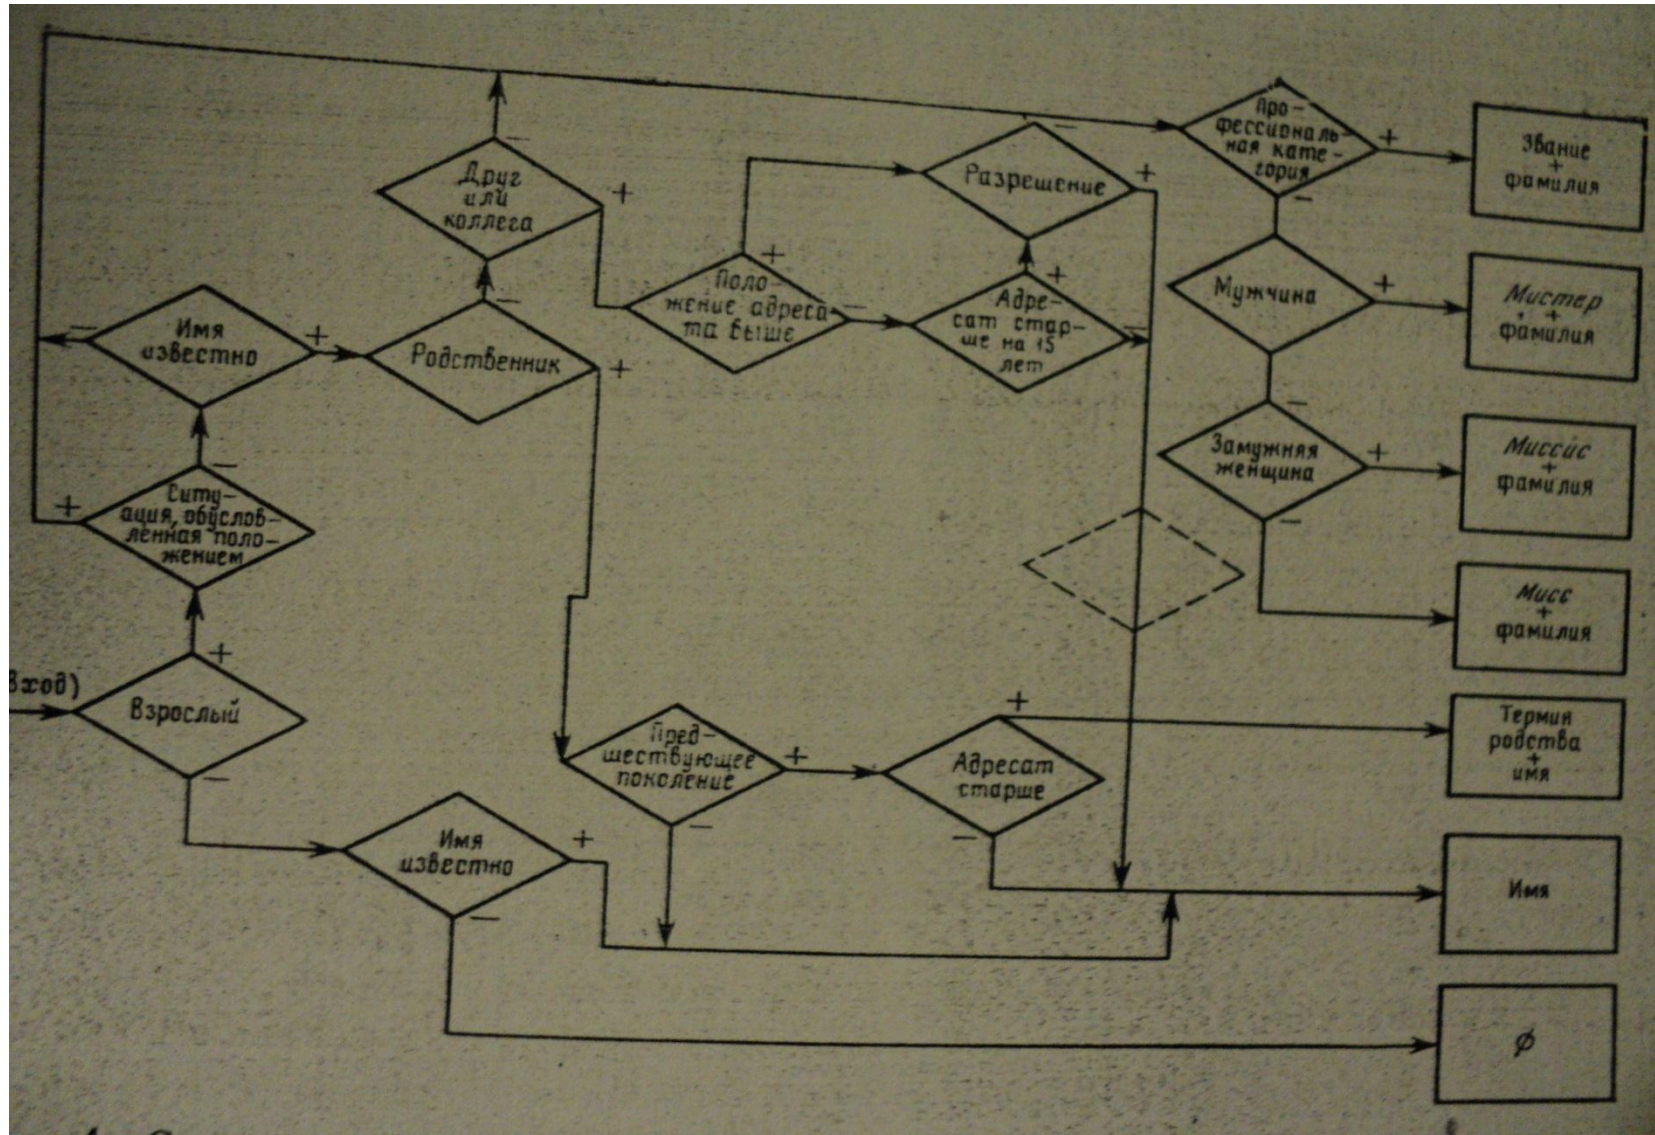 Про-
фессиональ-
ная кате-
гория
+
−
Звание
+
фамилия
Друг
или
коллега
−
+
Разрешение
−
+
Поло-
жение адреса
та выше
+
−
Адре-
сат стар-
ше на 15
лет
+
−
Мужчина
+
−
Мистер
+
фамилия
Имя
известно
−
+
Родственник
−
+
Замужняя
женщина
+
−
Миссис
+
фамилия
Ситу-
ация, обуслов-
ленная поло-
жением
+
−
Мисс
+
фамилия
вход)
Взрослый
+
−
Пред-
шествующее
поколение
+
−
Адресат
старше
+
−
Термин
родства
+
имя
Имя
известно
+
−
Имя
ø